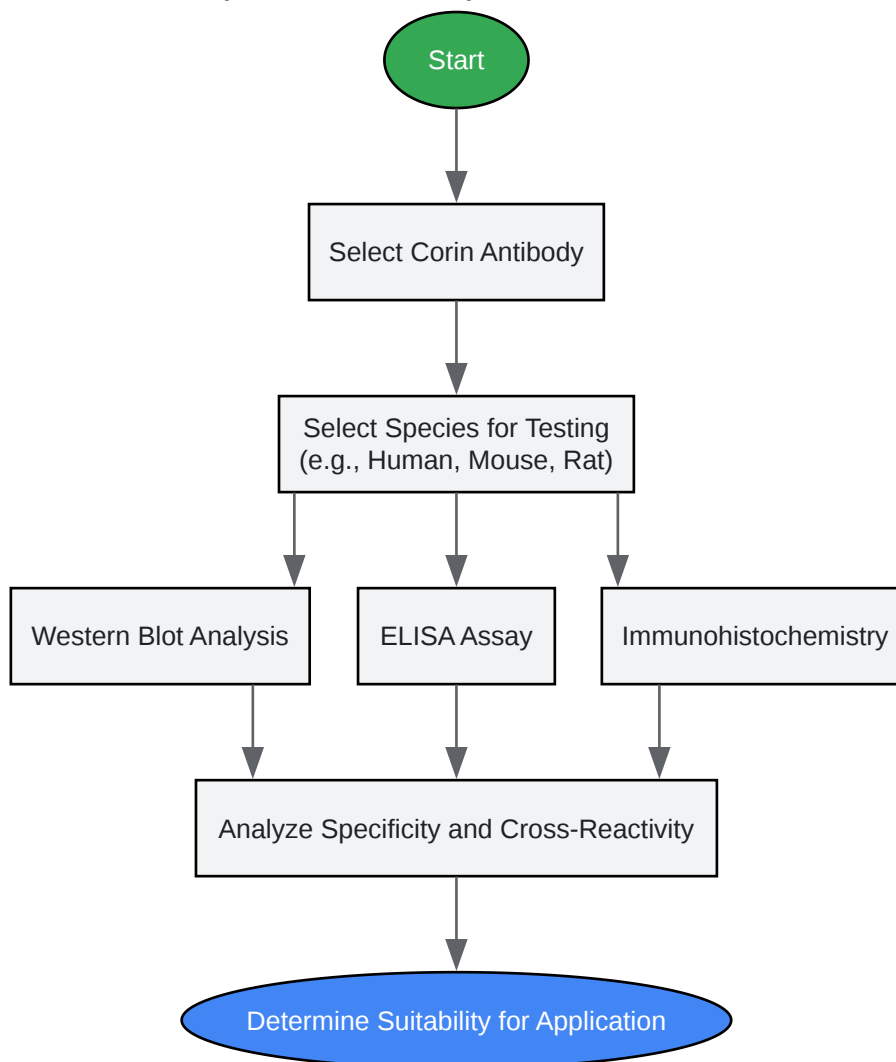 Start
Select Corin Antibody
Select Species for Testing
(e.g., Human, Mouse, Rat)
Western Blot Analysis
ELISA Assay
Immunohistochemistry
Analyze Specificity and Cross-Reactivity
Determine Suitability for Application